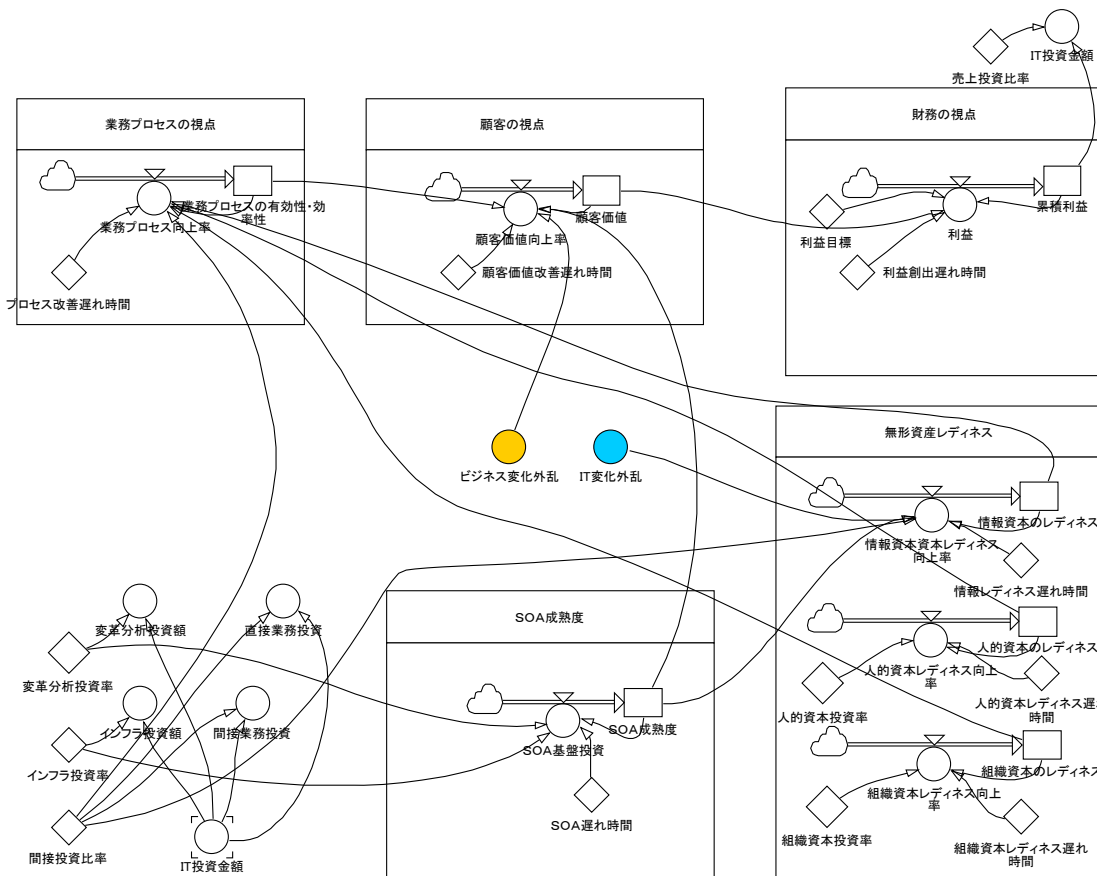 IT投資金額
売上投資比率
業務プロセスの視点
顧客の視点
財務の視点
業務プロセスの有効性・効
率性
業務プロセス向上率
プロセス改善遅れ時間
顧客価値
顧客価値向上率
顧客価値改善遅れ時間
累積利益
利益目標
利益
利益創出遅れ時間
無形資産レディネス
ビジネス変化外乱
IT変化外乱
情報資本のレディネス
情報資本資本レディネス
向上率
情報レディネス遅れ時間
変革分析投資額
直接業務投資
SOA成熟度
人的資本のレディネス
人的資本レディネス向上
率
変革分析投資率
人的資本投資率
人的資本レディネス遅れ
時間
インフラ投資額
間接業務投資
SOA成熟度
SOA基盤投資
インフラ投資率
組織資本のレディネス
組織資本レディネス向上
率
SOA遅れ時間
組織資本投資率
組織資本レディネス遅れ
時間
間接投資比率
IT投資金額